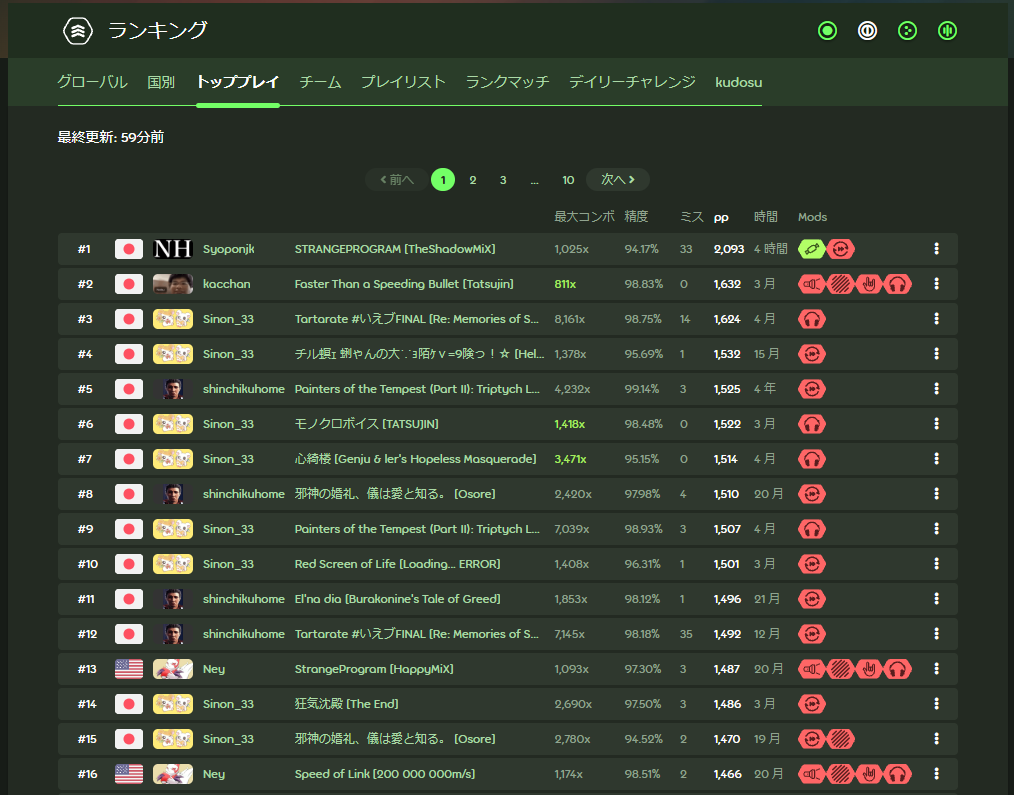 ランキング
グローバル 国別 トッププレイ チーム プレイリスト ランクマッチ デイリーチャレンジ kudosu
最終更新: 59分前
前へ 1 2 3 ... 10 次へ
最大コンボ 精度 ミス pp 時間 Mods
#1 NH Syoponjk STRANGEPROGRAM [TheShadowMiX] 1,025x 94.17% 33 2,093 4 時間
#2 kacchan Faster Than a Speeding Bullet [Tatsujin] 811x 98.83% 0 1,632 3 月
#3 Sinon_33 Tartarate #いえプFINAL [Re: Memories of S... 8,161x 98.75% 14 1,624 4 月
#4 Sinon_33 1,378x 95.69% 1 1,532 15 月
#5 shinchikuhome Painters of the Tempest (Part II): Triptych L... 4,232x 99.14% 3 1,525 4 年
#6 Sinon_33 モノクロボイス [TATSUJIN] 1,418x 98.48% 0 1,522 3 月
#7 Sinon_33 心綺楼 [Genju & ler's Hopeless Masquerade] 3,471x 95.15% 0 1,514 4 月
#8 shinchikuhome 邪神の婚礼、儀は愛と知る。 [Osore] 2,420x 97.98% 4 1,510 20 月
#9 Sinon_33 Painters of the Tempest (Part II): Triptych L... 7,039x 98.93% 3 1,507 4 月
#10 Sinon_33 Red Screen of Life [Loading... ERROR] 1,408x 96.31% 1 1,501 3 月
#11 shinchikuhome El'na dia [Burakonine's Tale of Greed] 1,853x 98.12% 1 1,496 21 月
#12 shinchikuhome Tartarate #いえプFINAL [Re: Memories of S... 7,145x 98.18% 35 1,492 12 月
#13 Ney StrangeProgram [HappyMiX] 1,093x 97.30% 3 1,487 20 月
#14 Sinon_33 狂気沈殿 [The End] 2,690x 97.50% 3 1,486 3 月
#15 Sinon_33 邪神の婚礼、儀は愛と知る。 [Osore] 2,780x 94.52% 2 1,470 19 月
#16 Ney Speed of Link [200 000 000m/s] 1,174x 98.51% 2 1,466 20 月